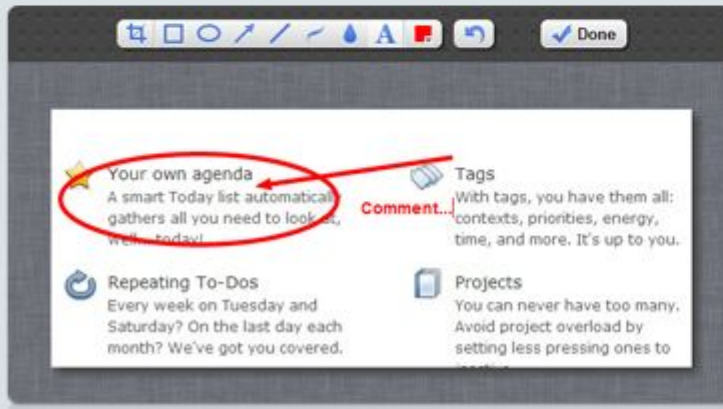 A
Done
Your own agenda
A smart Today list automatically
gathers all you need to look at,
well...today!
Comment...
Tags
With tags, you have them all:
contexts, priorities, energy,
time, and more. It's up to you.
Repeating To-Dos
Every week on Tuesday and
Saturday? On the last day each
month? We've got you covered.
Projects
You can never have too many.
Avoid project overload by
setting less pressing ones to